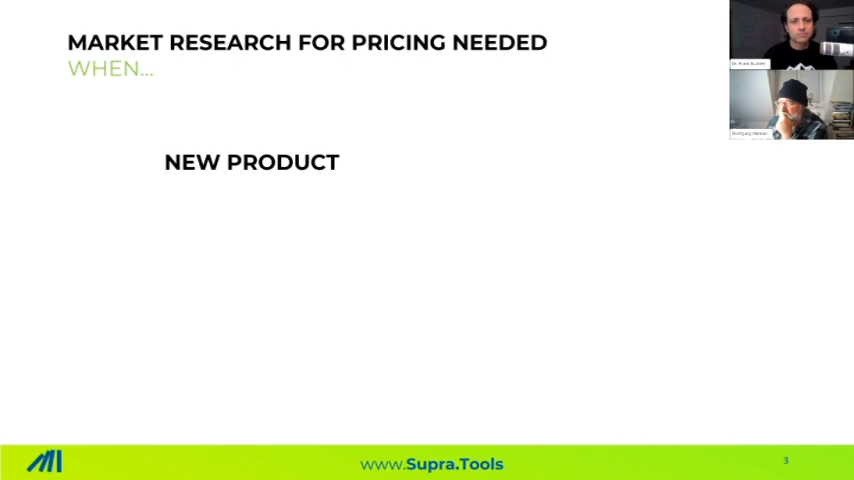 MARKET RESEARCH FOR PRICING NEEDED
WHEN...
NEW PRODUCT
www.Supra.Tools
3